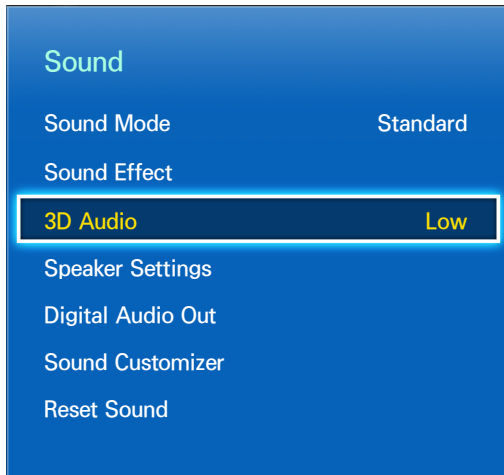 Sound
Sound Mode Standard
Sound Effect
3D Audio Low
Speaker Settings
Digital Audio Out
Sound Customizer
Reset Sound